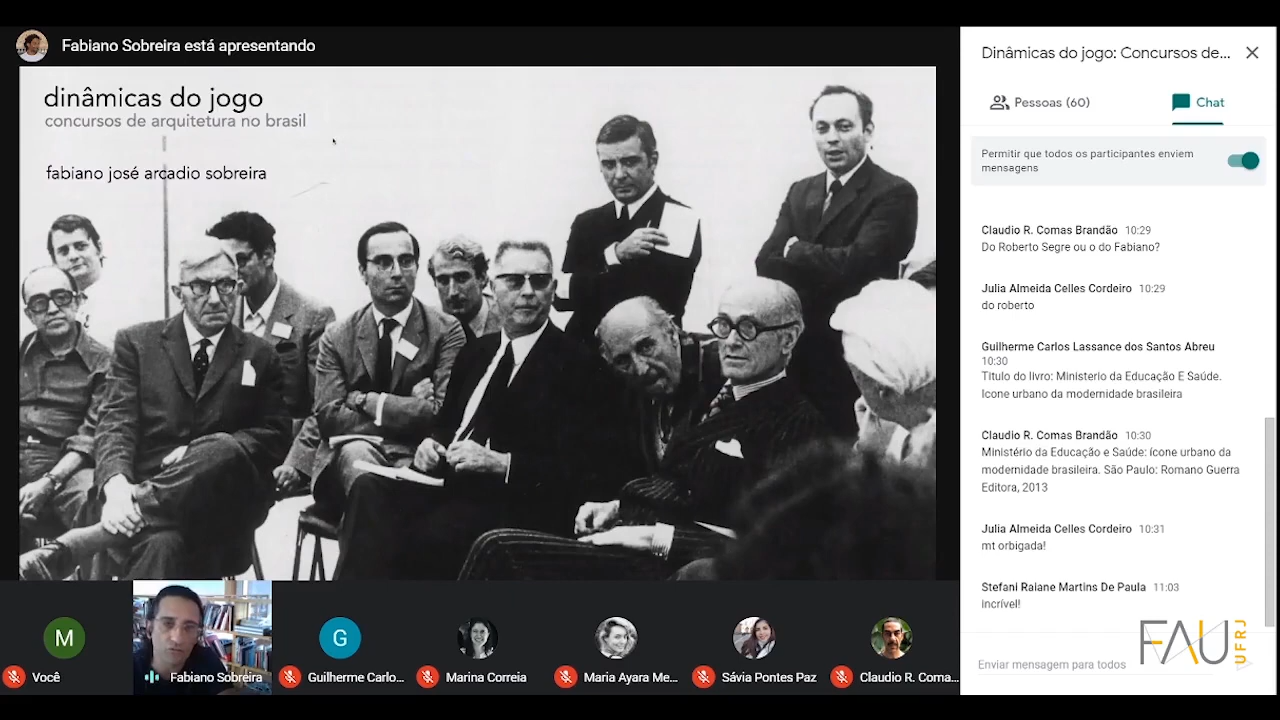 Fabiano Sobreira está apresentando
dinâmicas do jogo
concursos de arquitetura no brasil
fabiano josé arcadio sobreira
M
Você
Fabiano Sobreira
G
Guilherme Carlo...
Marina Correia
Maria Ayara Me...
Sávia Pontes Paz
Claudio R. Coma...
Dinâmicas do jogo: Concursos de...
Pessoas (60)
Chat
Permitir que todos os participantes enviem
mensagens
Claudio R. Comas Brandão 10:29
Do Roberto Segre ou o do Fabiano?
Julia Almeida Celles Cordeiro 10:29
do roberto
Guilherme Carlos Lassance dos Santos Abreu
10:30
Titulo do livro: Ministerio da Educação E Saúde.
Icone urbano da modernidade brasileira
Claudio R. Comas Brandão 10:30
Ministério da Educação e Saúde: ícone urbano da
modernidade brasileira. São Paulo: Romano Guerra
Editora, 2013
Julia Almeida Celles Cordeiro 10:31
mt orbigada!
Stefani Raiane Martins De Paula 11:03
incrível!
Enviar mensagem para todos
FAU UFRJ